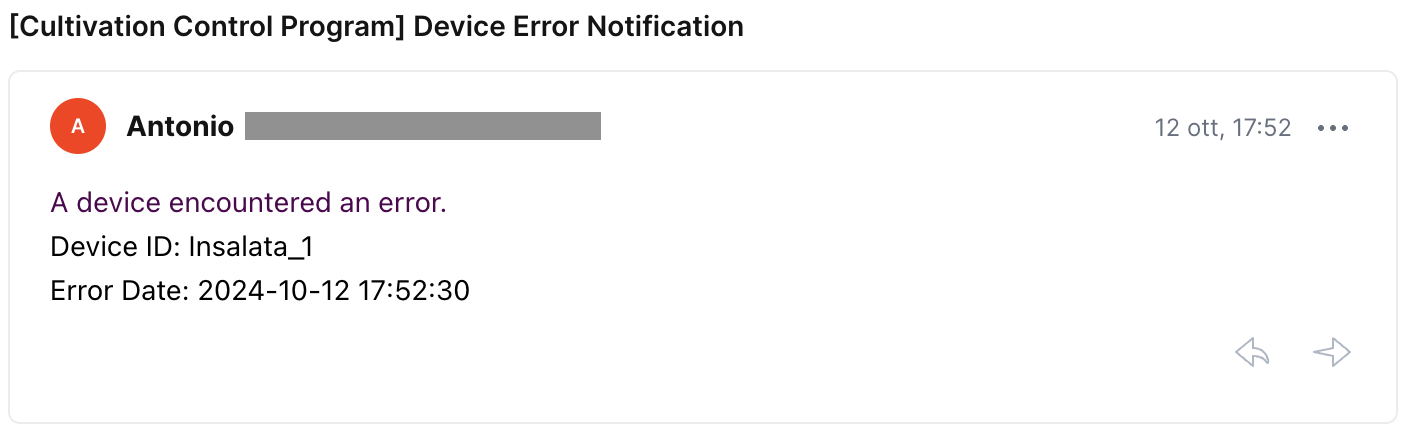 [Cultivation Control Program] Device Error Notification
A
Antonio
12 ott, 17:52
A device encountered an error.
Device ID: Insalata_1
Error Date: 2024-10-12 17:52:30